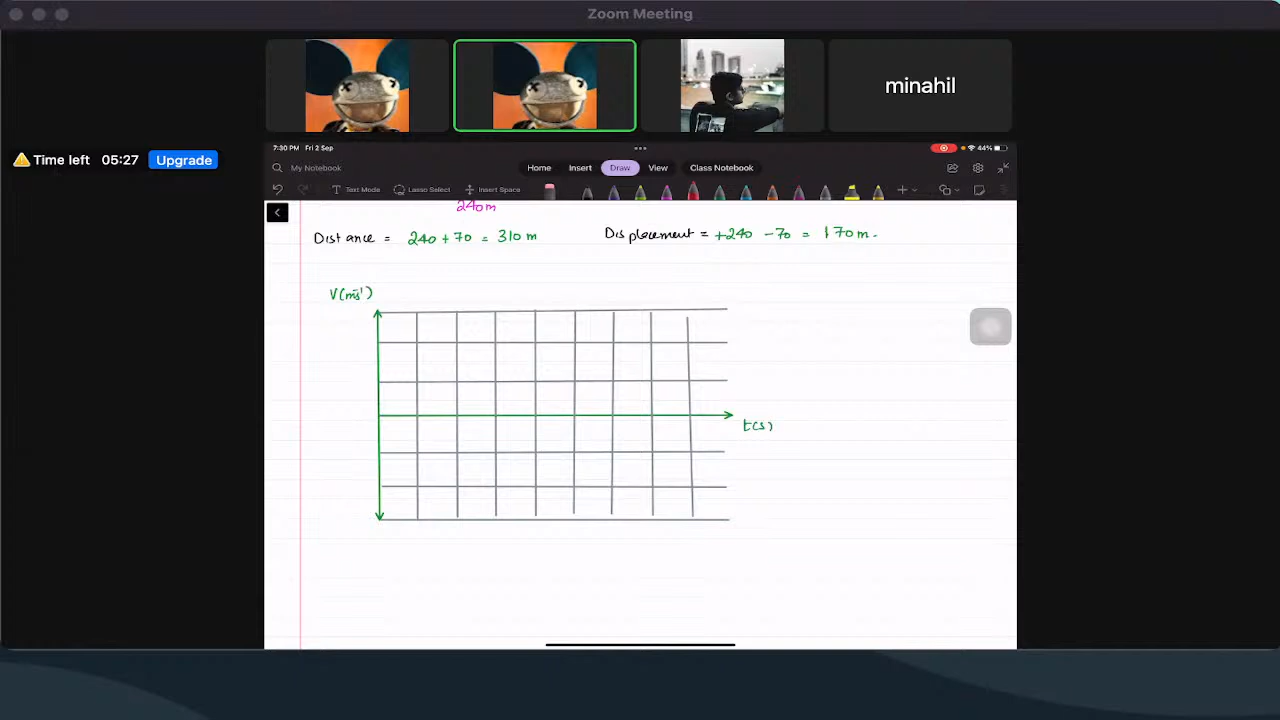 Zoom Meeting
minahil
Time left 05:27 Upgrade
7:30 PM Fri 2 Sep
44%
My Notebook
Home Insert Draw View Class Notebook
Text Mode Lasso Select Insert Space
240m
Distance = 240 + 70 = 310 m
Displacement = +240 - 70 = 170 m.
V(ms⁻¹)
t(s)